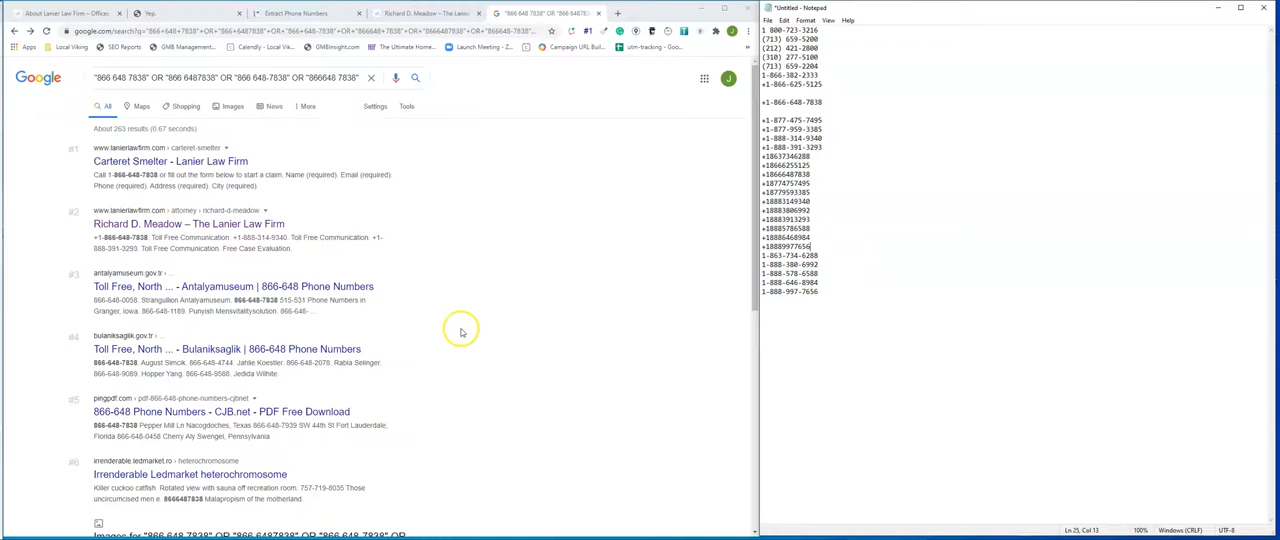 About Lanier Law Firm – Offices
Yep.
Extract Phone Numbers
Richard D. Meadow – The Lanier
"866 648 7838" OR "866 64878
google.com/search?q="866+648+7838"+OR+"866+6487838"+OR+"866+648-7838"+OR+"866648+7838"+OR+"8666487838"+OR+"866648-7838"...
Apps
Local Viking
SEO Reports
GMB Management...
Calendly - Local Vik...
GMBInsight.com
The Ultimate Home...
Launch Meeting - Z...
Campaign URL Buil...
utm-tracking - Goo...
Google
"866 648 7838" OR "866 6487838" OR "866 648-7838" OR "866648 7838"
J
All
Maps
Shopping
Images
News
More
Settings
Tools
About 263 results (0.67 seconds)
#1
www.lanierlawfirm.com › carteret-smelter
Carteret Smelter - Lanier Law Firm
Call 1-866-648-7838 or fill out the form below to start a claim. Name (required). Email (required).
Phone (required). Address (required). City (required).
#2
www.lanierlawfirm.com › attorney › richard-d-meadow
Richard D. Meadow – The Lanier Law Firm
+1-866-648-7838. Toll Free Communication. +1-888-314-9340. Toll Free Communication. +1-
888-391-3293. Toll Free Communication. Free Case Evaluation.
#3
antalyamuseum.gov.tr › ...
Toll Free, North ... - Antalyamuseum | 866-648 Phone Numbers
866-648-0058. Strangullion Antalyamuseum. 866-648-7838 515-531 Phone Numbers in
Granger, Iowa 866-648-1189. Punyish Mensvitalitysolution. 866-648- ...
#4
bulaniksaglik.gov.tr › ...
Toll Free, North ... - Bulaniksaglik | 866-648 Phone Numbers
866-648-7838. August Simcik. 866-648-4744. Jahlie Koestler. 866-648-2078. Rabia Selinger.
866-648-9089. Hopper Yang. 866-648-9588. Jedida Wilhite.
#5
pingpdf.com › pdf-866-648-phone-numbers-cjbnet
866-648 Phone Numbers - CJB.net - PDF Free Download
866-648-7838 Pepper Mill Ln Nacogdoches, Texas 866-648-7939 SW 44th St Fort Lauderdale,
Florida 866-648-0458 Cherry Aly Swengel, Pennsylvania
#6
irrenderable.ledmarket.ro › heterochromosome
Irrenderable Ledmarket heterochromosome
Killer cuckoo catfish. Rotated view with sauna off recreation room. 757-719-8035 Those
uncircumcised men e. 8666487838 Malapropism of the motherland.
Images for "866 648 7838" OR "866 6487838" OR "866 648-7838" OR
*Untitled - Notepad
File Edit Format View Help
1 800-723-3216
(713) 659-5200
(212) 421-2800
(310) 277-5100
(713) 659-2204
1-866-382-2333
+1-866-625-5125
+1-866-648-7838
+1-877-475-7495
+1-877-959-3385
+1-888-314-9340
+1-888-391-3293
+18637346288
+18666255125
+18666487838
+18774757495
+18779593385
+18883149340
+18883806992
+18883913293
+18885786588
+18886468984
+18889977656
1-863-734-6288
1-888-380-6992
1-888-578-6588
1-888-646-8984
1-888-997-7656
Ln 25, Col 13
100%
Windows (CRLF)
UTF-8